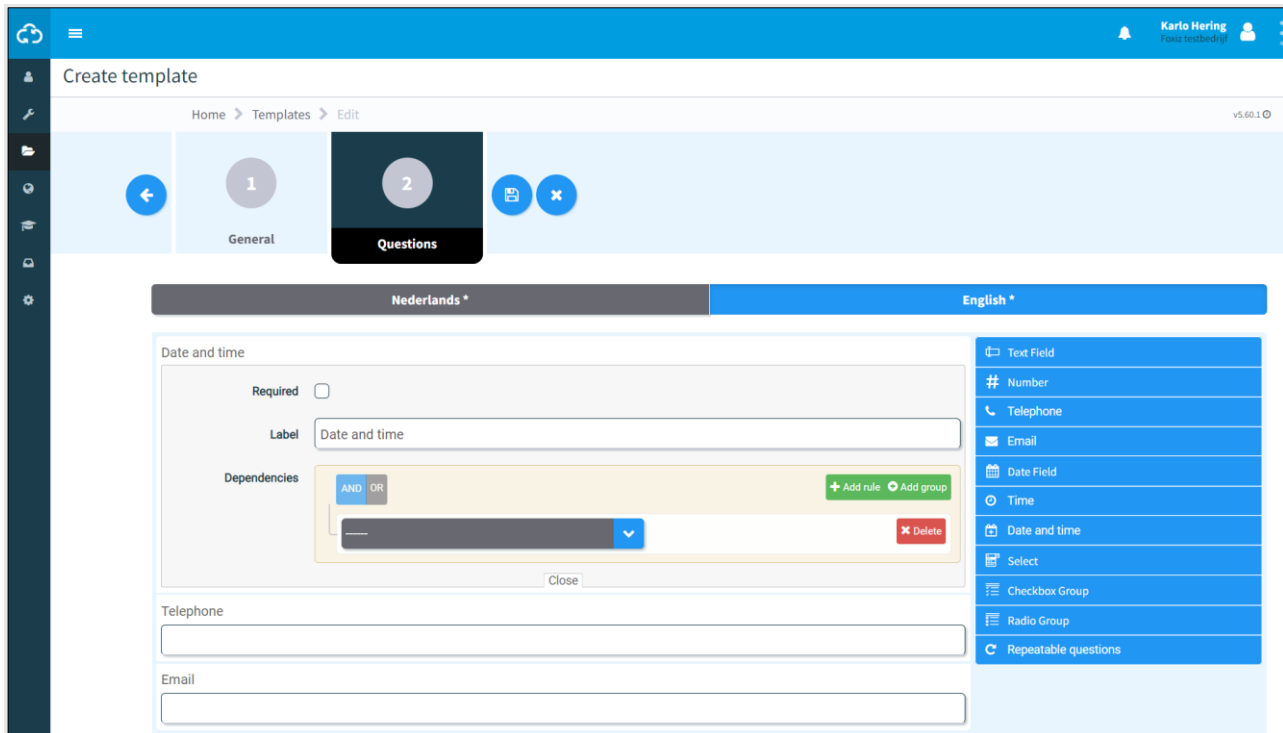 Karlo Hering
Foxiz testbedrijf
Create template
Home Templates Edit
v5.60.1
1
General
2
Questions
Nederlands *
English *
Date and time
Required
Label
Date and time
Dependencies
AND OR
Add rule Add group
------
Delete
Close
Telephone
Email
Text Field
Number
Telephone
Email
Date Field
Time
Date and time
Select
Checkbox Group
Radio Group
Repeatable questions